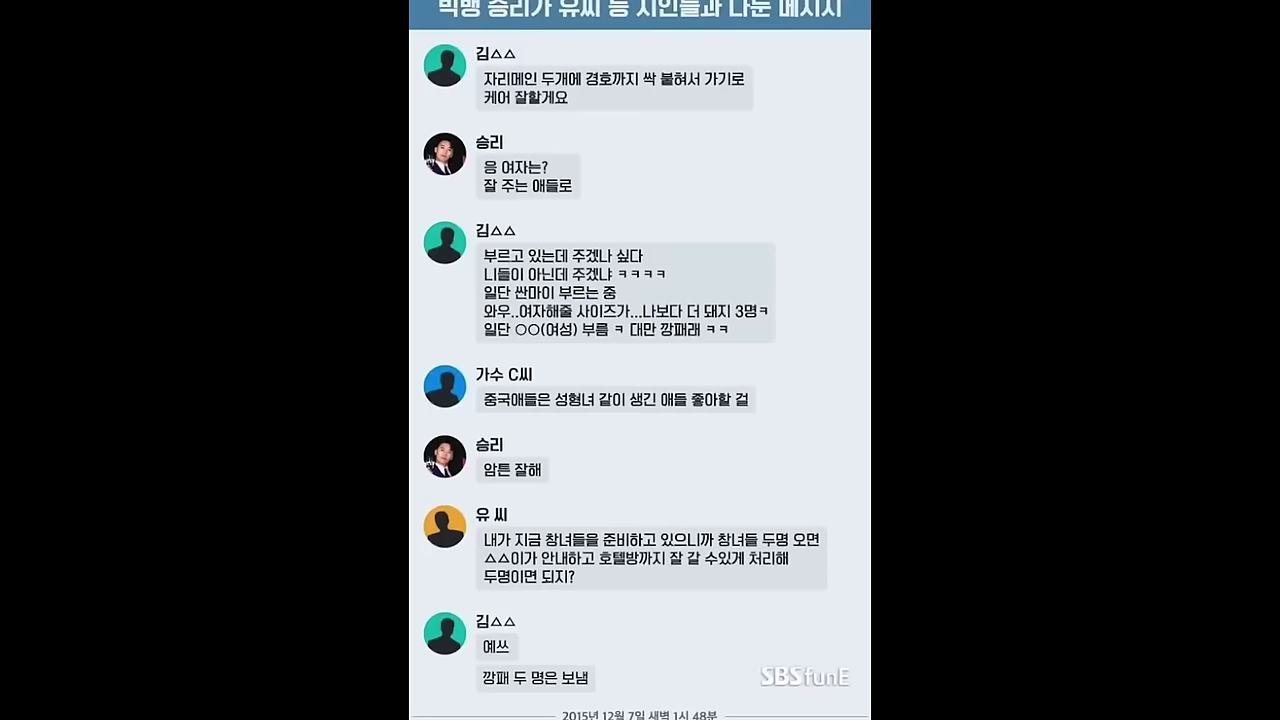 빅뱅 승리가 유씨 등 지인들과 나눈 메시지
김△△
자리메인 두개에 경호까지 싹 붙혀서 가기로
케어 잘할게요
승리
응 여자는?
잘 주는 애들로
김△△
부르고 있는데 주겠나 싶다
니들이 아닌데 주겠냐 ㅋㅋㅋㅋ
일단 싼마이 부르는 중
와우..여자해줄 사이즈가...나보다 더 돼지 3명ㅋ
일단 ○○(여성) 부름 ㅋ 대만 깡패래 ㅋㅋ
가수 C씨
중국애들은 성형녀 같이 생긴 애들 좋아할 걸
승리
암튼 잘해
유 씨
내가 지금 창녀들을 준비하고 있으니까 창녀들 두명 오면
△△이가 안내하고 호텔방까지 잘 갈 수있게 처리해
두명이면 되지?
김△△
예쓰
깡패 두 명은 보냄
SBS funE
2015년 12월 7일 새벽 1시 48분